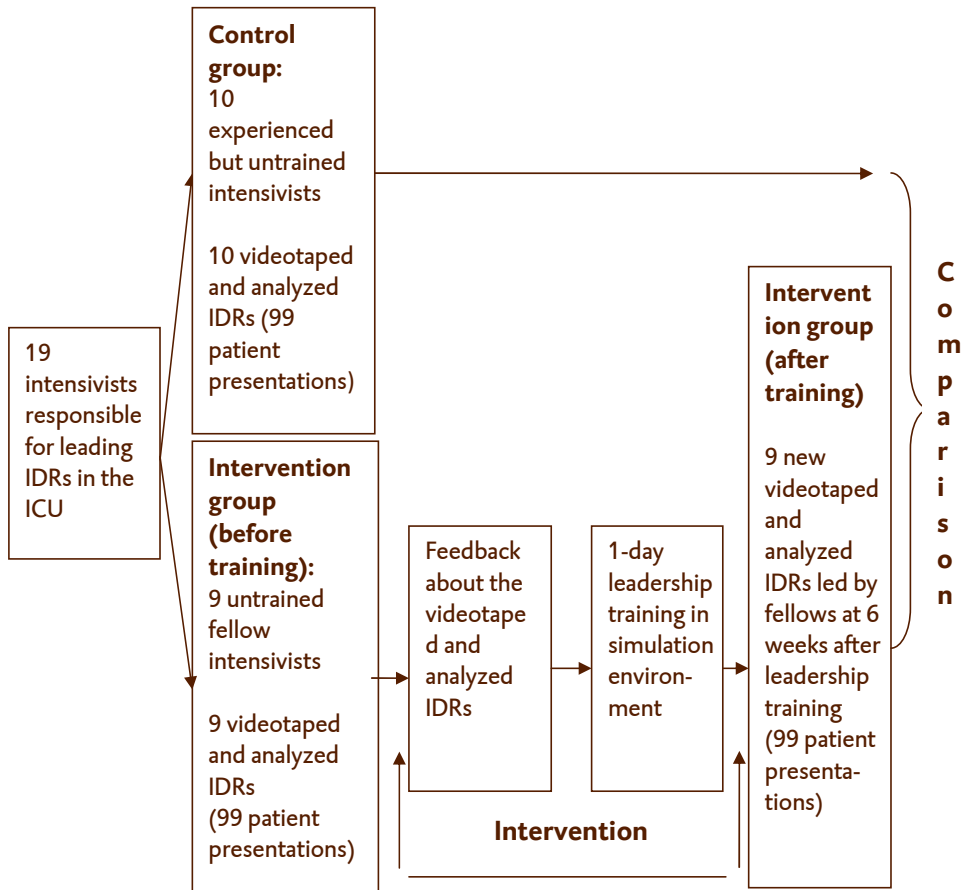 19
intensivists
responsible
for leading
IDRs in the
ICU
Control
group:
10
experienced
but untrained
intensivists
10 videotaped
and analyzed
IDRs (99
patient
presentations)
Intervention
group
(before
training):
9 untrained
fellow
intensivists
9 videotaped
and analyzed
IDRs
(99 patient
presentations)
Feedback
about the
videotape
d and
analyzed
IDRs
1-day
leadership
training in
simulation
environ-
ment
Intervention
Intervent
ion group
(after
training)
9 new
videotaped
and
analyzed
IDRs led by
fellows at 6
weeks after
leadership
training
(99 patient
presenta-
tions)
C
o
m
p
a
r
i
s
o
n